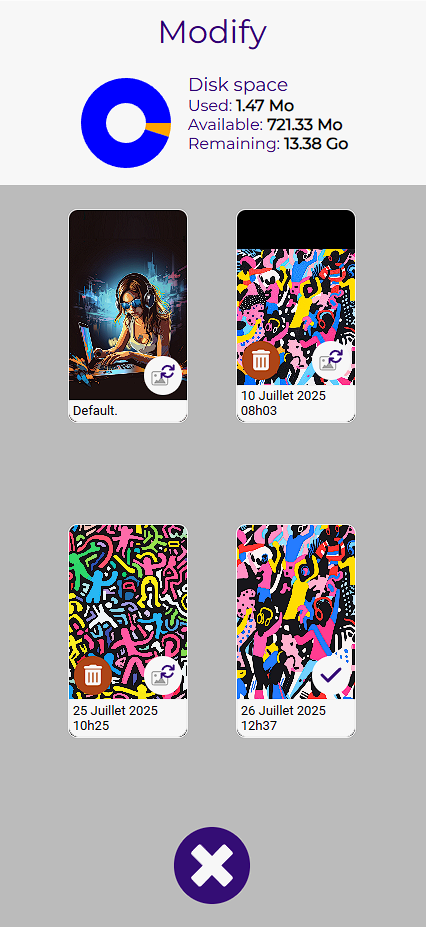 Modify
Disk space
Used: 1.47 Mo
Available: 721.33 Mo
Remaining: 13.38 Go
Default.
10 Juillet 2025
08h03
25 Juillet 2025
10h25
26 Juillet 2025
12h37